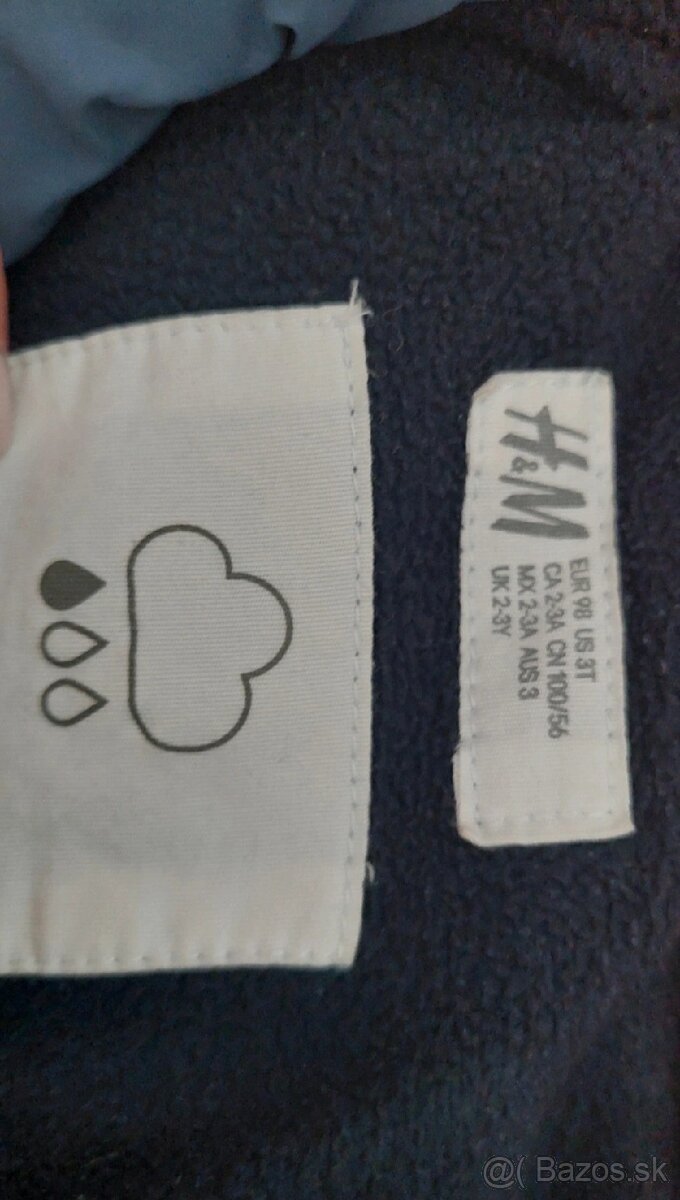 H&M
EUR 98 US 3T
CA 2-3A CN 100/56
MX 2-3A AUS 3
UK 2-3Y
@( Bazos.sk